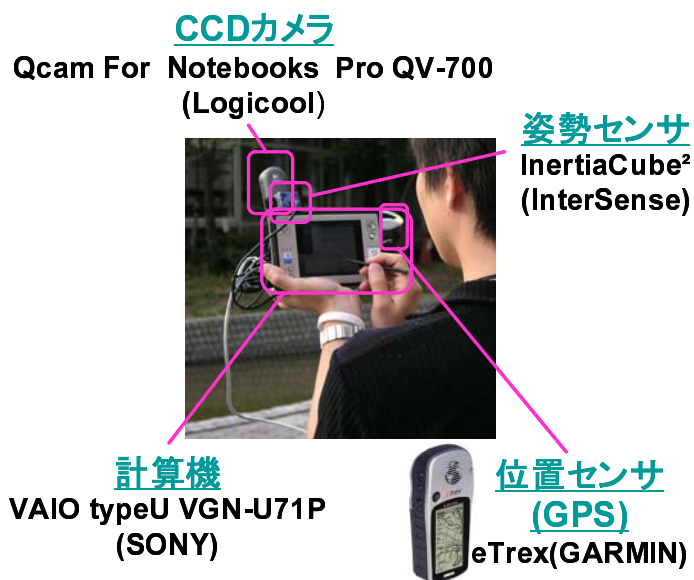 CCDカメラ
Qcam For Notebooks Pro QV-700
(Logicool)
姿勢センサ
InertiaCube²
(InterSense)
計算機
VAIO typeU VGN-U71P
(SONY)
位置センサ
(GPS)
eTrex(GARMIN)